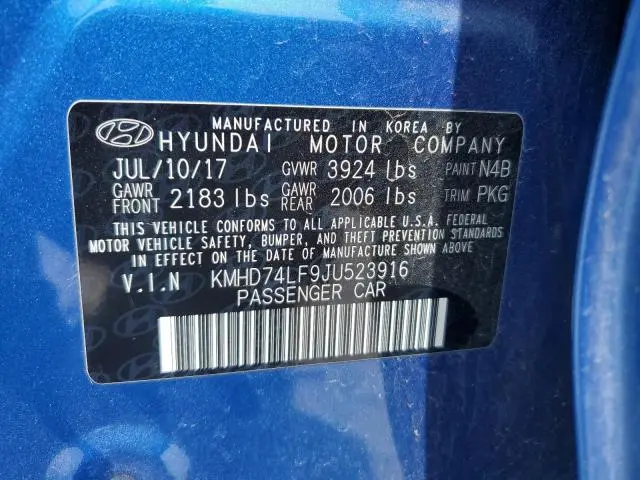 MANUFACTURED IN KOREA BY
HYUNDAI MOTOR COMPANY
JUL/10/17 GVWR 3924 lbs PAINT N4B
GAWR FRONT 2183 lbs GAWR REAR 2006 lbs TRIM PKG
THIS VEHICLE CONFORMS TO ALL APPLICABLE U.S.A. FEDERAL
MOTOR VEHICLE SAFETY, BUMPER, AND THEFT PREVENTION STANDARDS
IN EFFECT ON THE DATE OF MANUFACTURE SHOWN ABOVE.
V.I.N KMHD74LF9JU523916
PASSENGER CAR